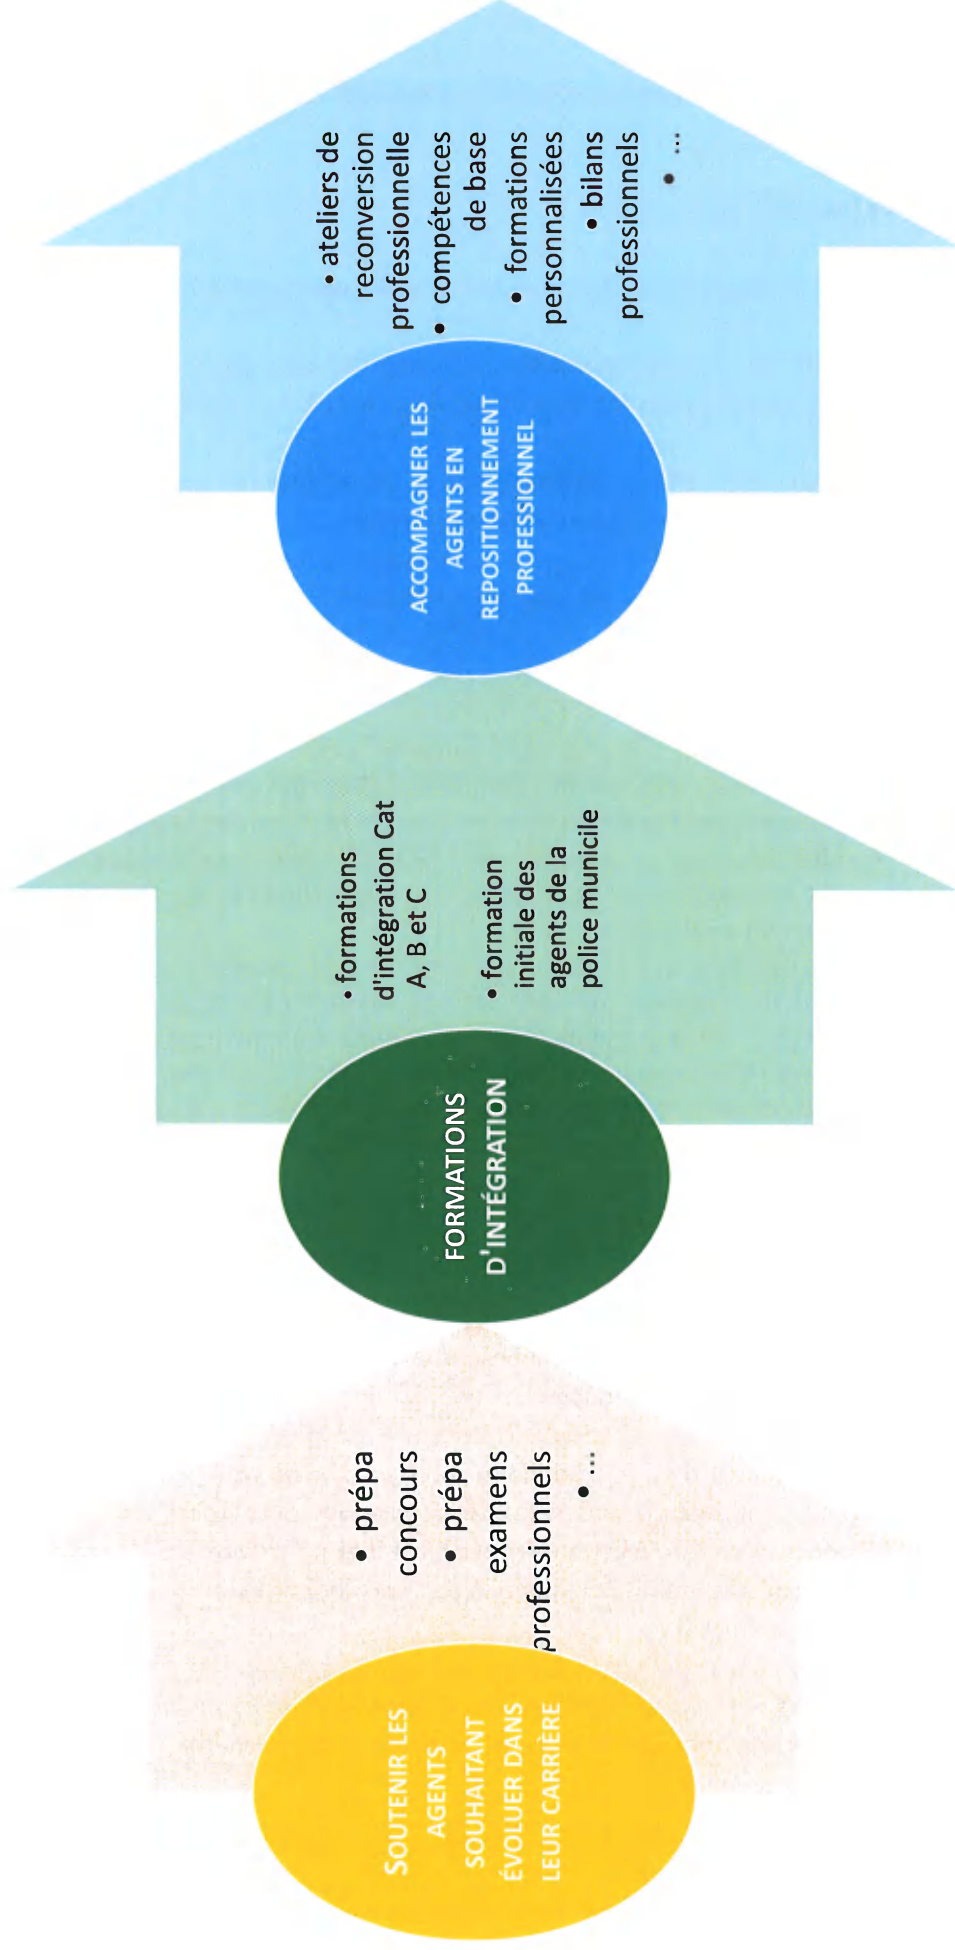 SOUTENIR LES
AGENTS
SOUHAITANT
ÉVOLUER DANS
LEUR CARRIÈRE
• prépa
concours
• prépa
examens
professionnels
• ...
FORMATIONS
D'INTÉGRATION
• formations
d'intégration Cat
A, B et C
• formation
initiale des
agents de la
police municile
ACCOMPAGNER LES
AGENTS EN
REPOSITIONNEMENT
PROFESSIONNEL
• ateliers de
reconversion
professionnelle
• compétences
de base
• formations
personnalisées
• bilans
professionnels
• ...